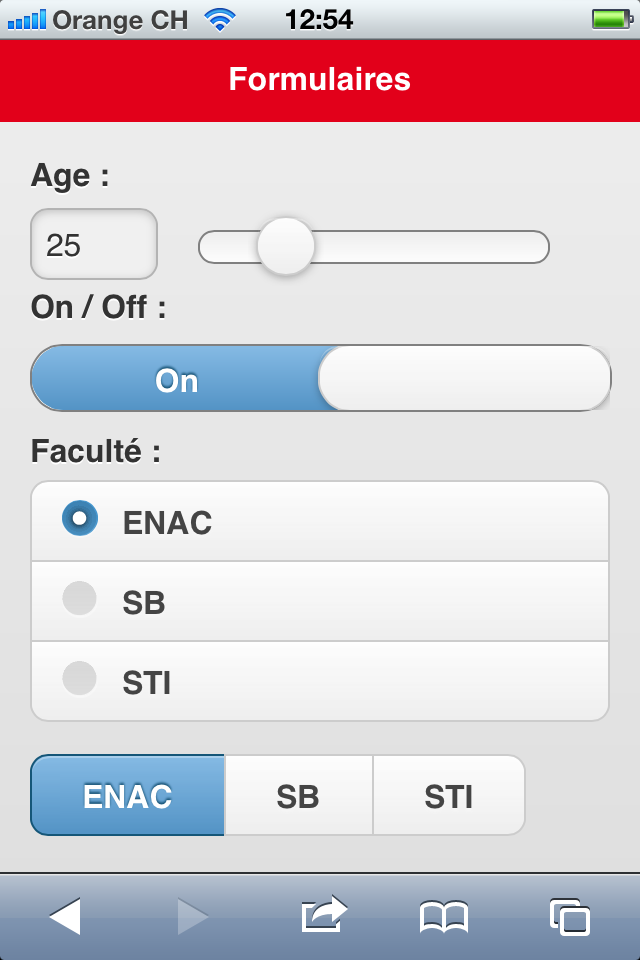 Orange CH 12:54
Formulaires
Age :
25
On / Off :
On
Faculté :
ENAC
SB
STI
ENAC SB STI